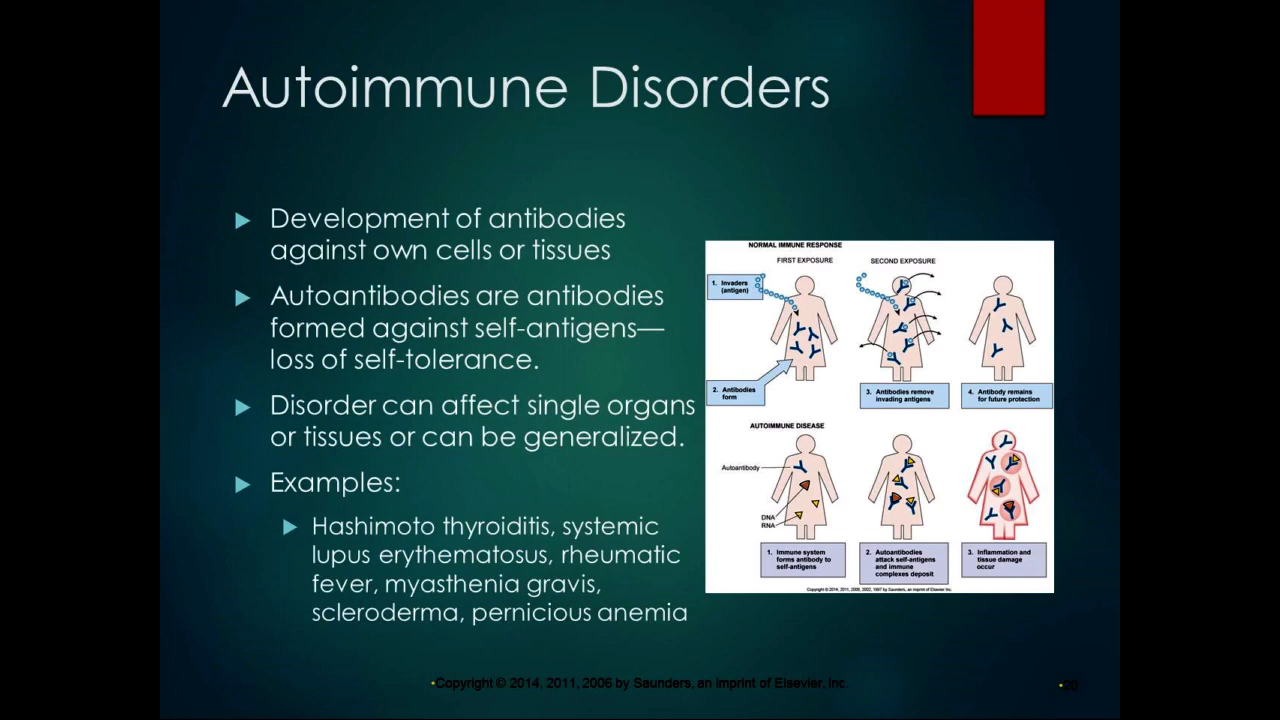 Autoimmune Disorders
Development of antibodies
against own cells or tissues
Autoantibodies are antibodies
formed against self-antigens—
loss of self-tolerance.
Disorder can affect single organs
or tissues or can be generalized.
Examples:
Hashimoto thyroiditis, systemic
lupus erythematosus, rheumatic
fever, myasthenia gravis,
scleroderma, pernicious anemia
NORMAL IMMUNE RESPONSE
FIRST EXPOSURE
SECOND EXPOSURE
1. Invaders
(antigen)
2. Antibodies
form
3. Antibodies remove
invading antigens
4. Antibody remains
for future protection
AUTOIMMUNE DISEASE
Autoantibody
DNA
RNA
1. Immune system
forms antibody to
self-antigens
2. Autoantibodies
attack self-antigens
and immune
complexes deposit
3. Inflammation and
tissue damage
occur
Copyright © 2014, 2011, 2006, 2002, 1997 by Saunders, an imprint of Elsevier Inc.
•Copyright © 2014, 2011, 2006 by Saunders, an imprint of Elsevier, Inc.
•20